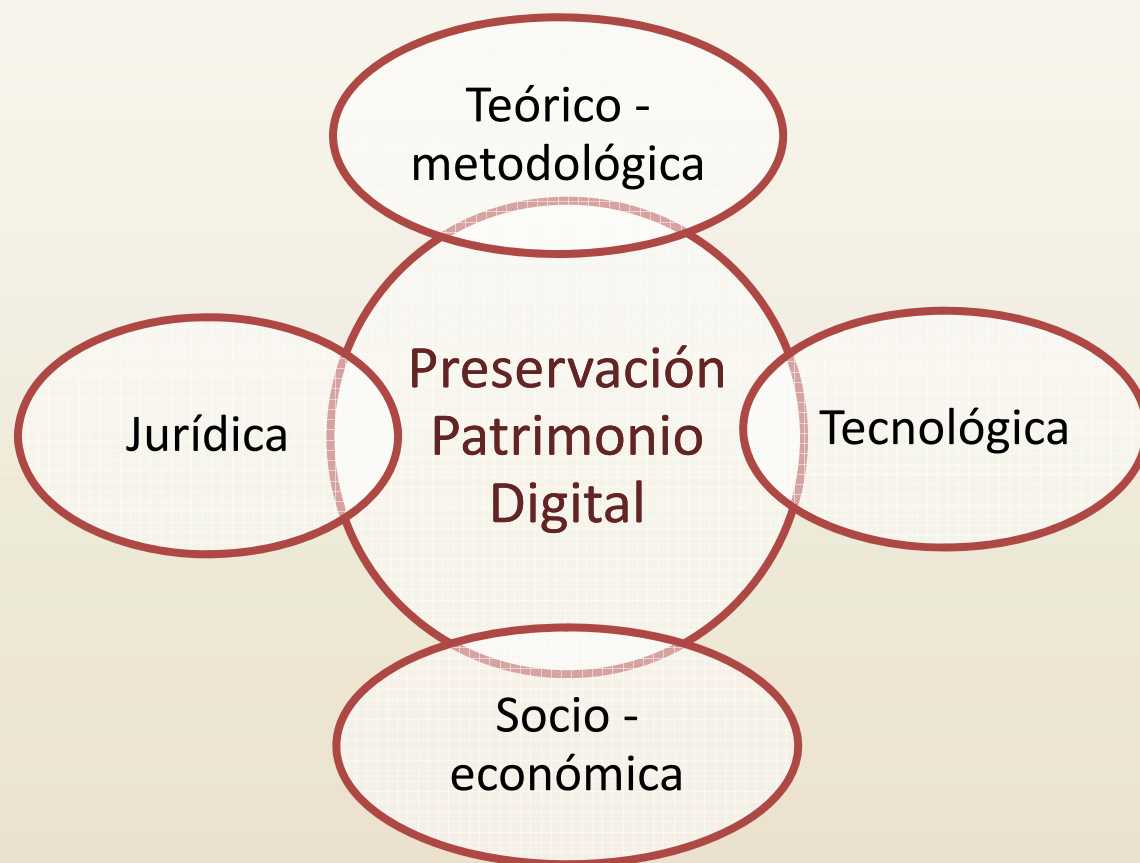 Teórico -
metodológica
Preservación
Patrimonio
Digital
Jurídica
Tecnológica
Socio -
económica